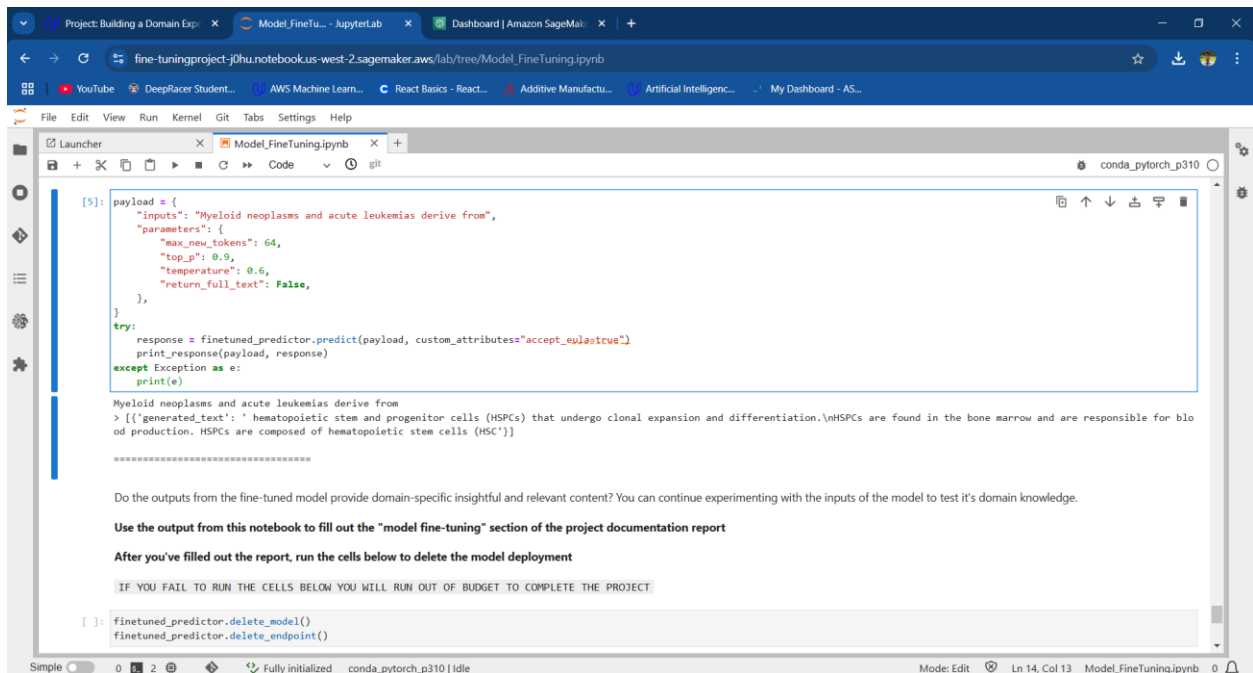 Project: Building a Domain Exp
Model_FineTu... - JupyterLab
Dashboard | Amazon SageMak
fine-tuningproject-j0hu.notebook.us-west-2.sagemaker.aws/lab/tree/Model_FineTuning.ipynb
YouTube DeepRacer Student... AWS Machine Learn... React Basics - React... Additive Manufactu... Artificial Intelligenc... My Dashboard - AS...
File Edit View Run Kernel Git Tabs Settings Help
Launcher Model_FineTuning.ipynb
Code git conda_pytorch_p310
[5]: payload = {
"inputs": "Myeloid neoplasms and acute leukemias derive from",
"parameters": {
"max_new_tokens": 64,
"top_p": 0.9,
"temperature": 0.6,
"return_full_text": False,
},
}
try:
response = finetuned_predictor.predict(payload, custom_attributes="accept_eula=true")
print_response(payload, response)
except Exception as e:
print(e)
Myeloid neoplasms and acute leukemias derive from
> [{'generated_text': ' hematopoietic stem and progenitor cells (HSPCs) that undergo clonal expansion and differentiation.\nHSPCs are found in the bone marrow and are responsible for blo
od production. HSPCs are composed of hematopoietic stem cells (HSC'}]
==================================
Do the outputs from the fine-tuned model provide domain-specific insightful and relevant content? You can continue experimenting with the inputs of the model to test it's domain knowledge.
Use the output from this notebook to fill out the "model fine-tuning" section of the project documentation report
After you've filled out the report, run the cells below to delete the model deployment
IF YOU FAIL TO RUN THE CELLS BELOW YOU WILL RUN OUT OF BUDGET TO COMPLETE THE PROJECT
[ ]: finetuned_predictor.delete_model()
finetuned_predictor.delete_endpoint()
Simple 0 2 Fully initialized conda_pytorch_p310 | Idle Mode: Edit Ln 14, Col 13 Model_FineTuning.ipynb 0